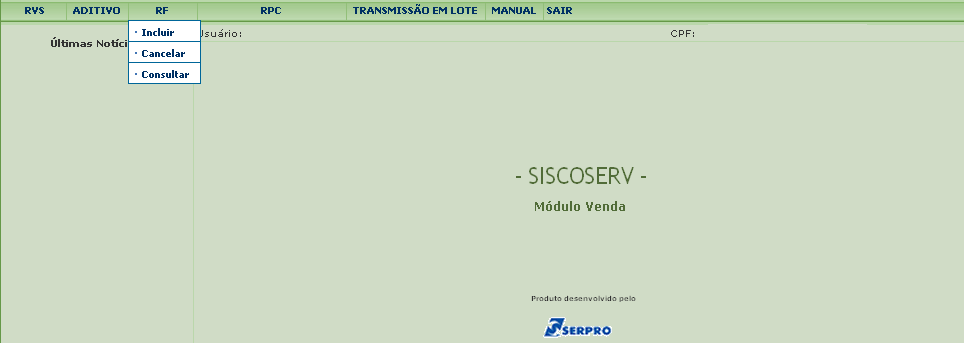 RVS ADITIVO RF RPC TRANSMISSÃO EM LOTE MANUAL SAIR
· Incluir
Usuário: CPF:
Últimas Notíci
· Cancelar
· Consultar
- SISCOSERV -
Módulo Venda
Produto desenvolvido pelo
SERPRO